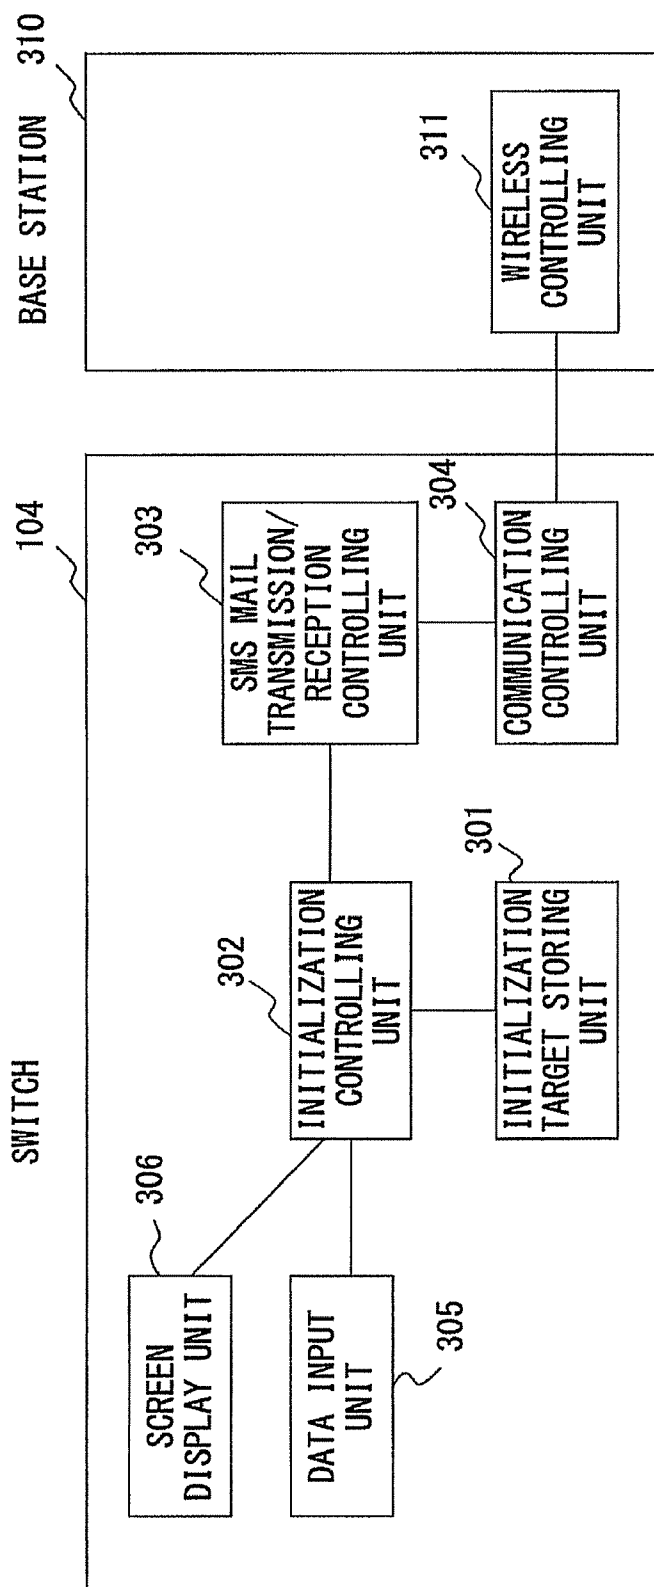 SWITCH
104
BASE STATION 310
SCREEN
DISPLAY UNIT
306
DATA INPUT
UNIT
305
302
INITIALIZATION
CONTROLLING
UNIT
301
INITIALIZATION
TARGET STORING
UNIT
303
SMS MAIL
TRANSMISSION/
RECEPTION
CONTROLLING
UNIT
304
COMMUNICATION
CONTROLLING
UNIT
311
WIRELESS
CONTROLLING
UNIT